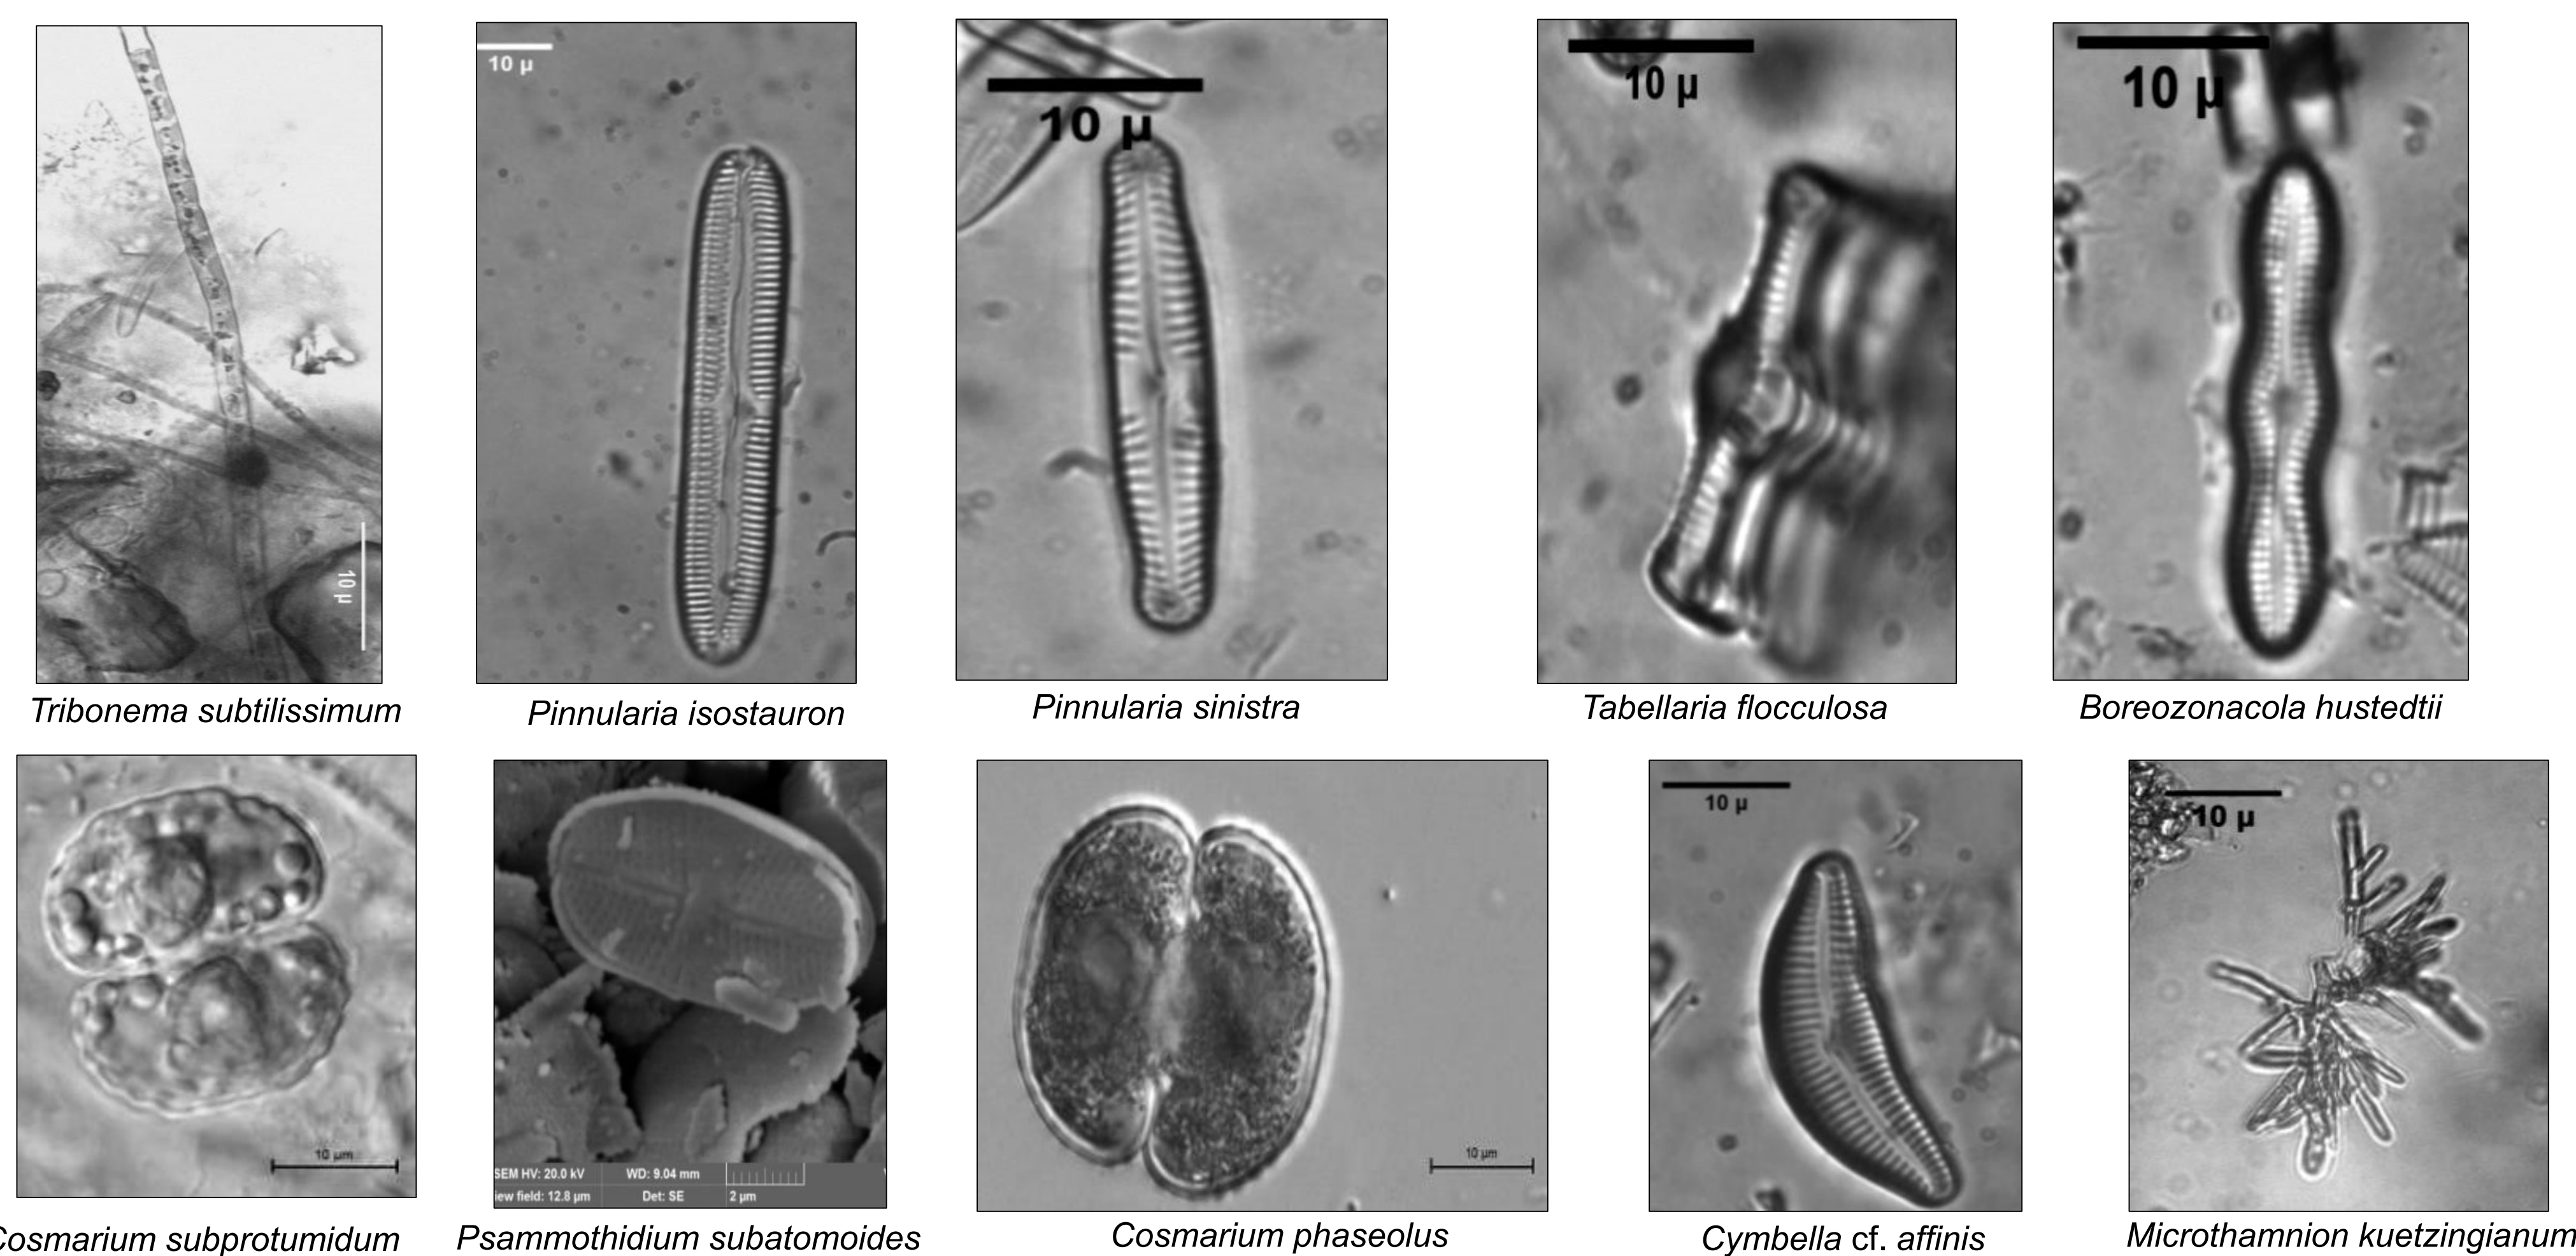 10 µ
10 µ
10 µ
10 µ
10 µ
Tribonema subtilissimum
Pinnularia isostauron
Pinnularia sinistra
Tabellaria flocculosa
Boreozonacola hustedtii
10 µm
SEM HV: 20.0 kV WD: 9.04 mm
iew field: 12.8 µm Det: SE 2 µm
10 µm
10 µ
10 µ
Cosmarium subprotumidum
Psammothidium subatomoides
Cosmarium phaseolus
Cymbella cf. affinis
Microthamnion kuetzingianum